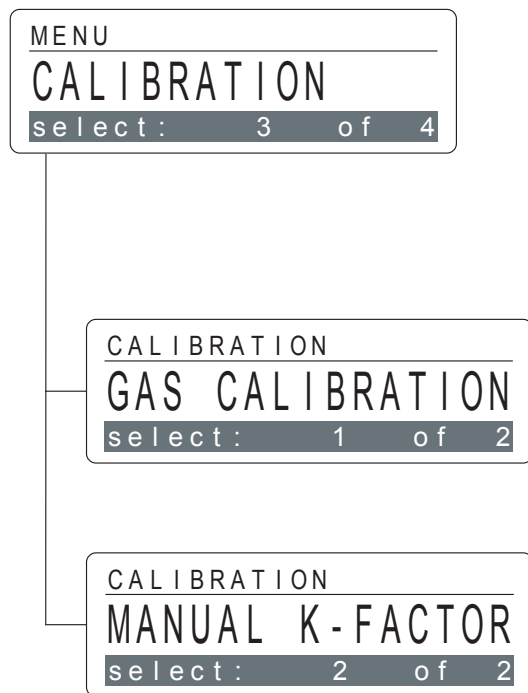 MENU
CALIBRATION
select: 3 of 4
CALIBRATION
GAS CALIBRATION
select: 1 of 2
CALIBRATION
MANUAL K-FACTOR
select: 2 of 2